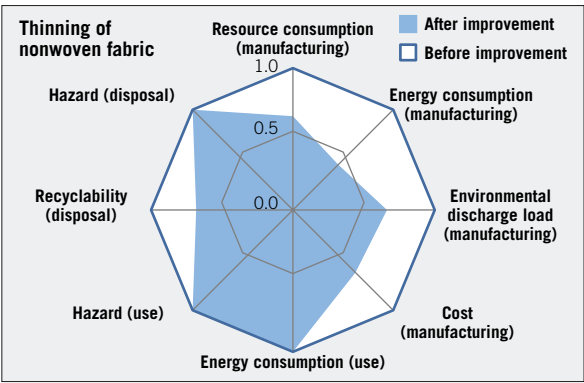 Thinning of
nonwoven fabric
Resource consumption
(manufacturing)
After improvement
Before improvement
1.0
Hazard (disposal)
Energy consumption
(manufacturing)
0.5
Recyclability
(disposal)
0.0
Environmental
discharge load
(manufacturing)
Hazard (use)
Cost
(manufacturing)
Energy consumption (use)